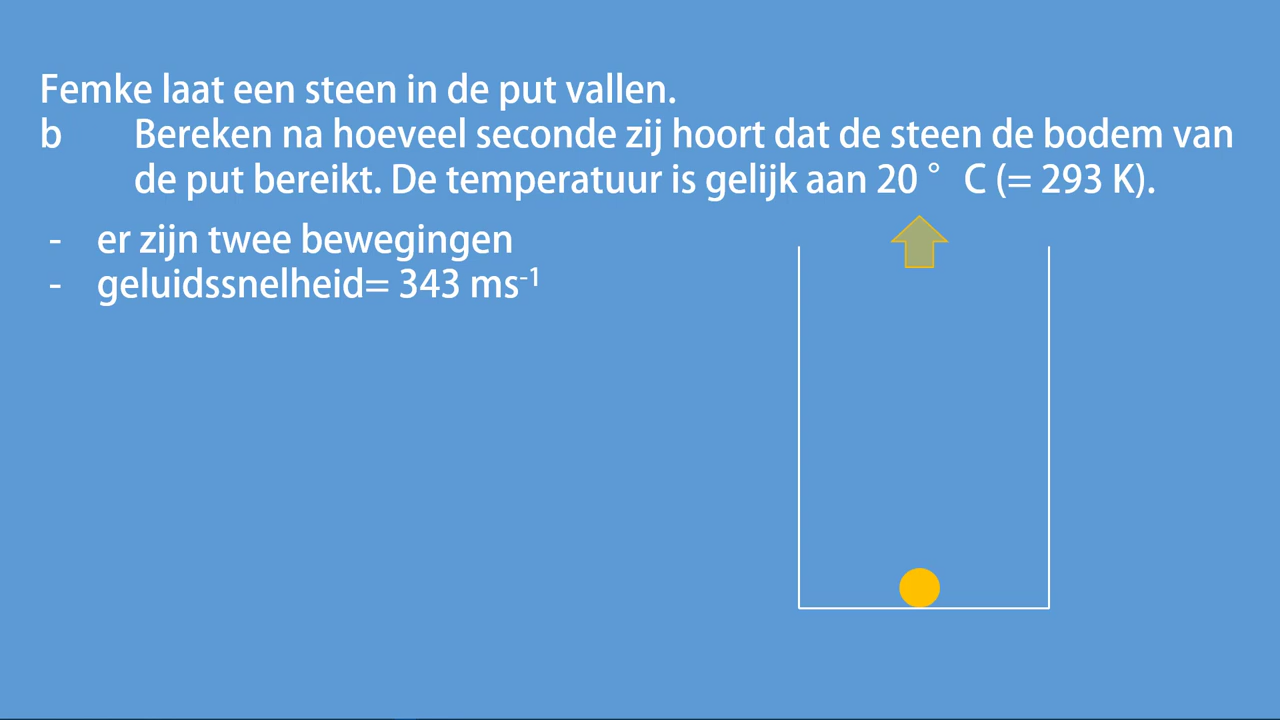 Femke laat een steen in de put vallen.
b Bereken na hoeveel seconde zij hoort dat de steen de bodem van
de put bereikt. De temperatuur is gelijk aan 20 ° C (= 293 K).
- er zijn twee bewegingen
- geluidssnelheid= 343 ms⁻¹